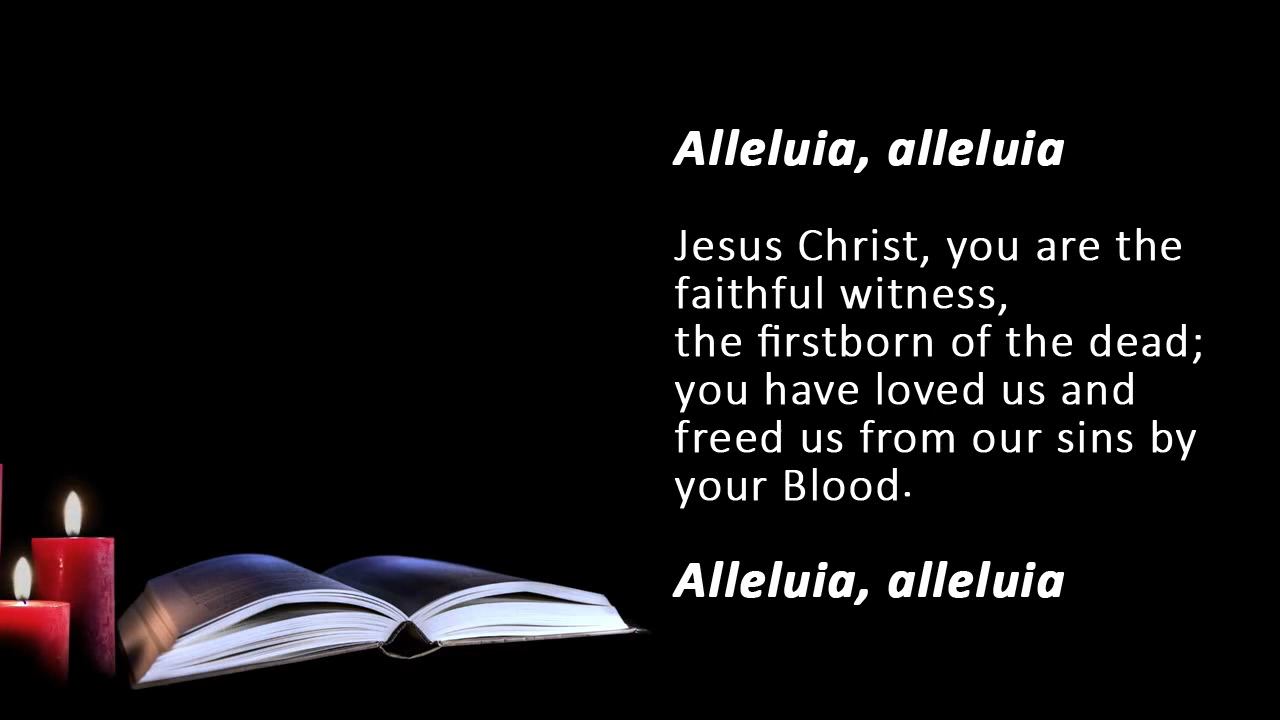 Alleluia, alleluia
Jesus Christ, you are the
faithful witness,
the firstborn of the dead;
you have loved us and
freed us from our sins by
your Blood.
Alleluia, alleluia